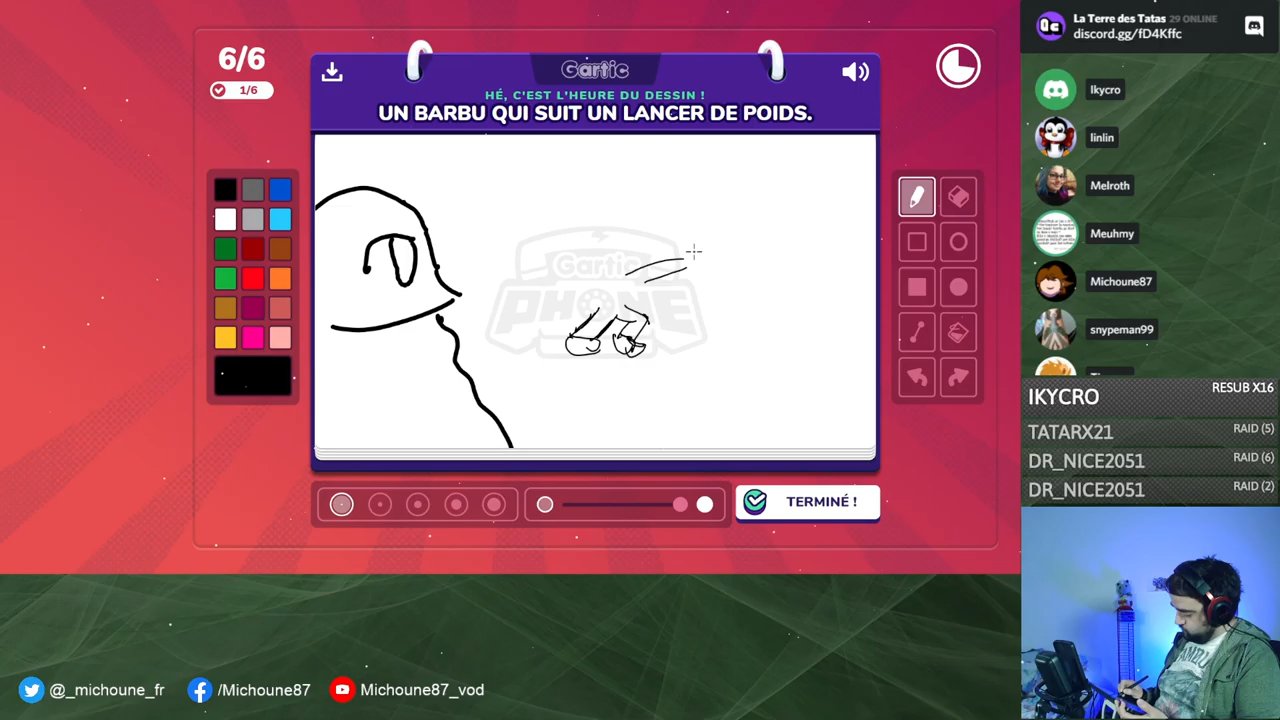 6/6
1/6
Gartic
HÉ, C'EST L'HEURE DU DESSIN !
UN BARBU QUI SUIT UN LANCER DE POIDS.
Gartic
PHONE
TERMINÉ !
La Terre des Tatas 29 ONLINE
discord.gg/fD4Kffc
Ikycro
linlin
Melroth
Meuhmy
Michoune87
snypeman99
IKYCRO RESUB X16
TATARX21 RAID (5)
DR_NICE2051 RAID (6)
DR_NICE2051 RAID (2)
@_michoune_fr
/Michoune87
Michoune87_vod